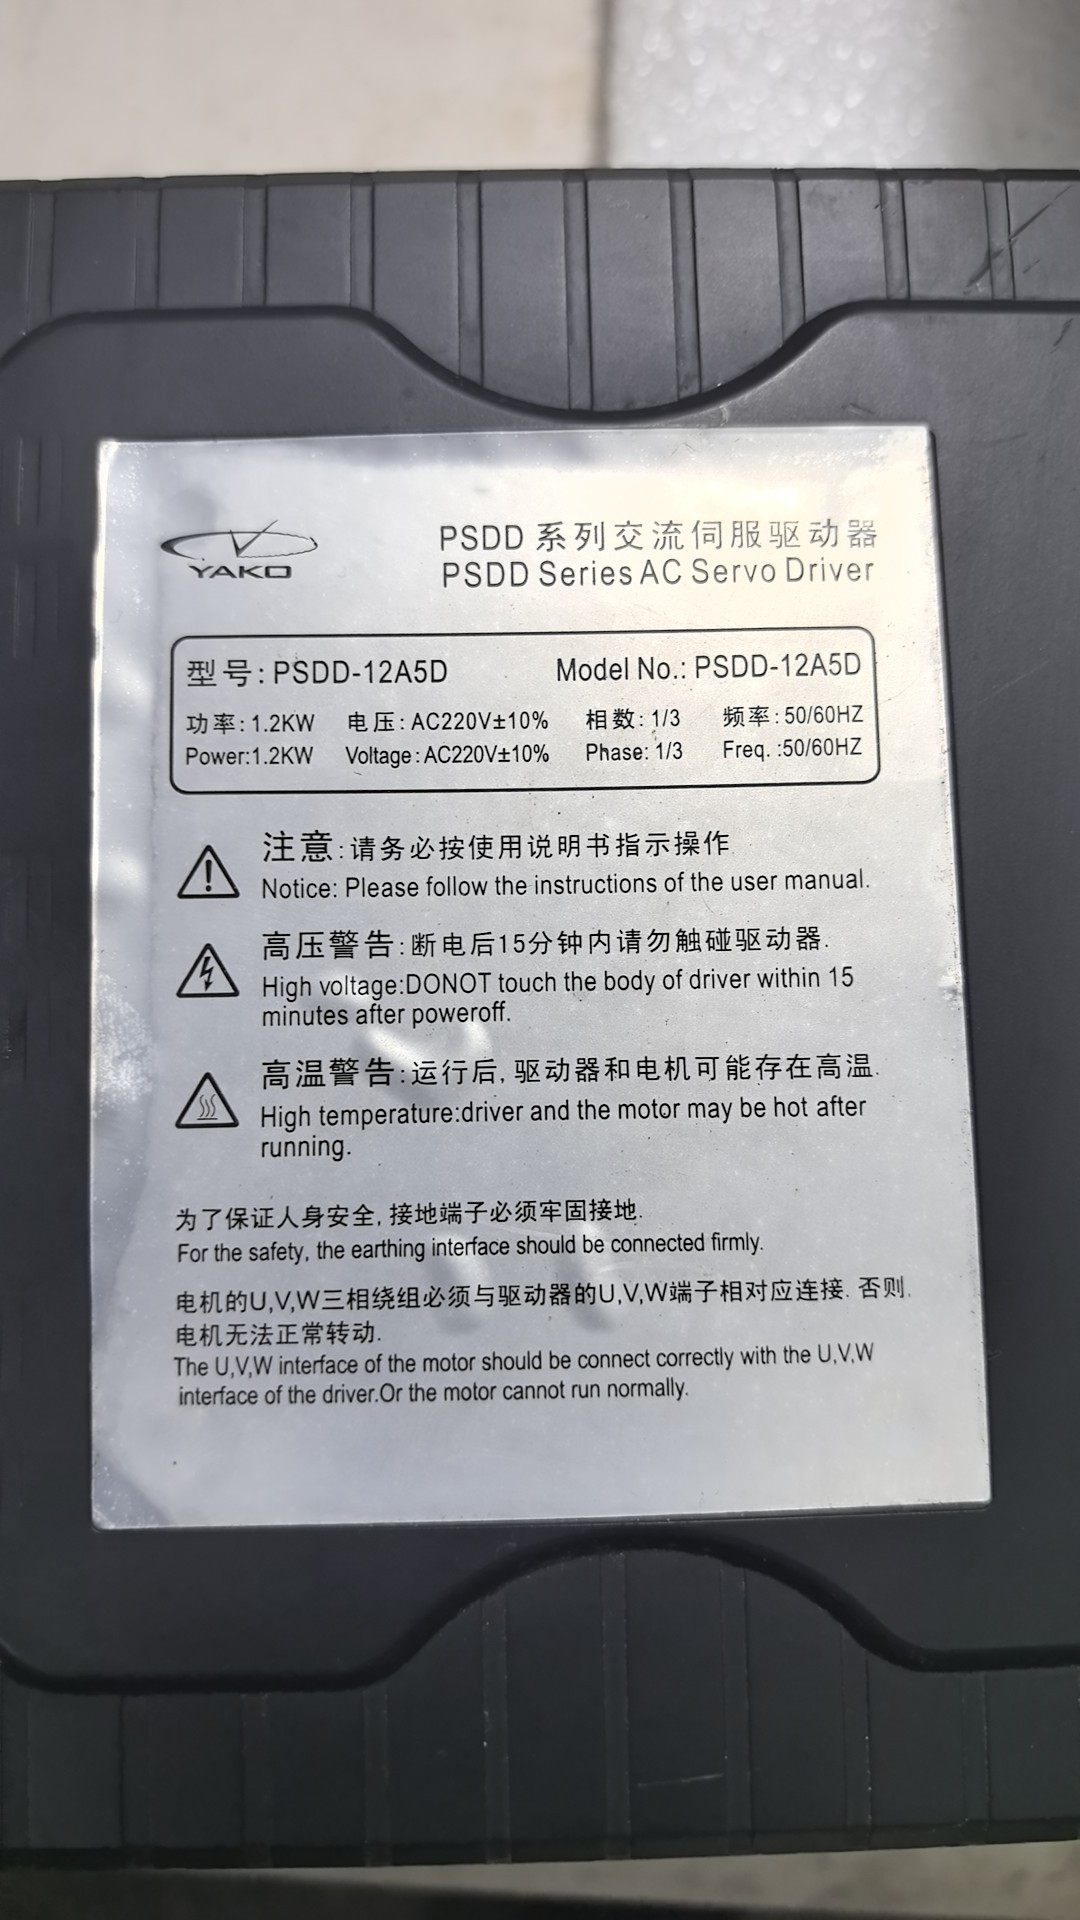 YAKO
PSDD 系列交流伺服驱动器
PSDD Series AC Servo Driver
型号: PSDD-12A5D Model No.: PSDD-12A5D
功率: 1.2KW 电压: AC220V±10% 相数: 1/3 频率: 50/60HZ
Power:1.2KW Voltage: AC220V±10% Phase: 1/3 Freq. :50/60HZ
注意:请务必按使用说明书指示操作.
Notice: Please follow the instructions of the user manual.
高压警告:断电后15分钟内请勿触碰驱动器.
High voltage:DONOT touch the body of driver within 15
minutes after poweroff.
高温警告:运行后, 驱动器和电机可能存在高温.
High temperature:driver and the motor may be hot after
running.
为了保证人身安全, 接地端子必须牢固接地.
For the safety, the earthing interface should be connected firmly.
电机的U,V,W三相绕组必须与驱动器的U,V,W端子相对应连接. 否则.
电机无法正常转动.
The U,V,W interface of the motor should be connect correctly with the U,V,W
interface of the driver.Or the motor cannot run normally.